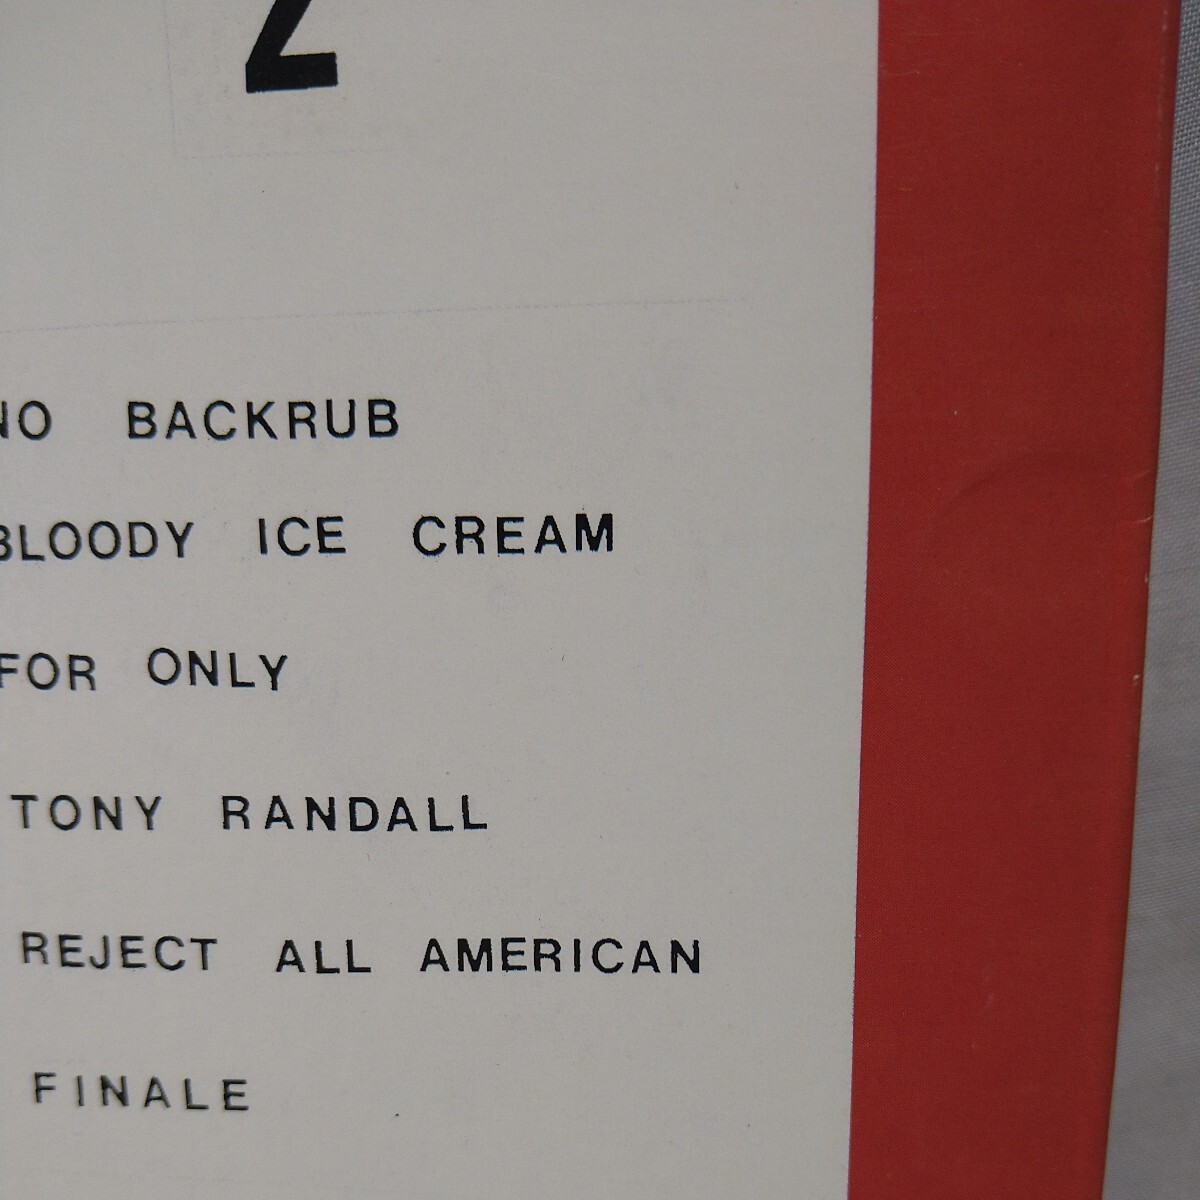 2
NO BACKRUB
BLOODY ICE CREAM
FOR ONLY
TONY RANDALL
REJECT ALL AMERICAN
FINALE